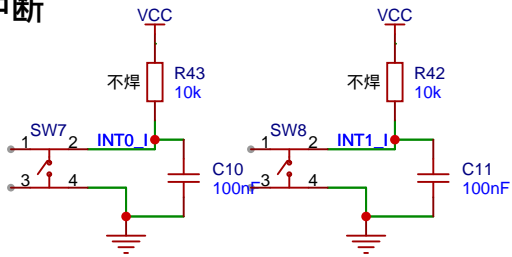 中断
VCC
VCC
不焊
R43
10k
不焊
R42
10k
SW7
1
2
INT0_I
3
4
C10
100nF
SW8
1
2
INT1_I
3
4
C11
100nF